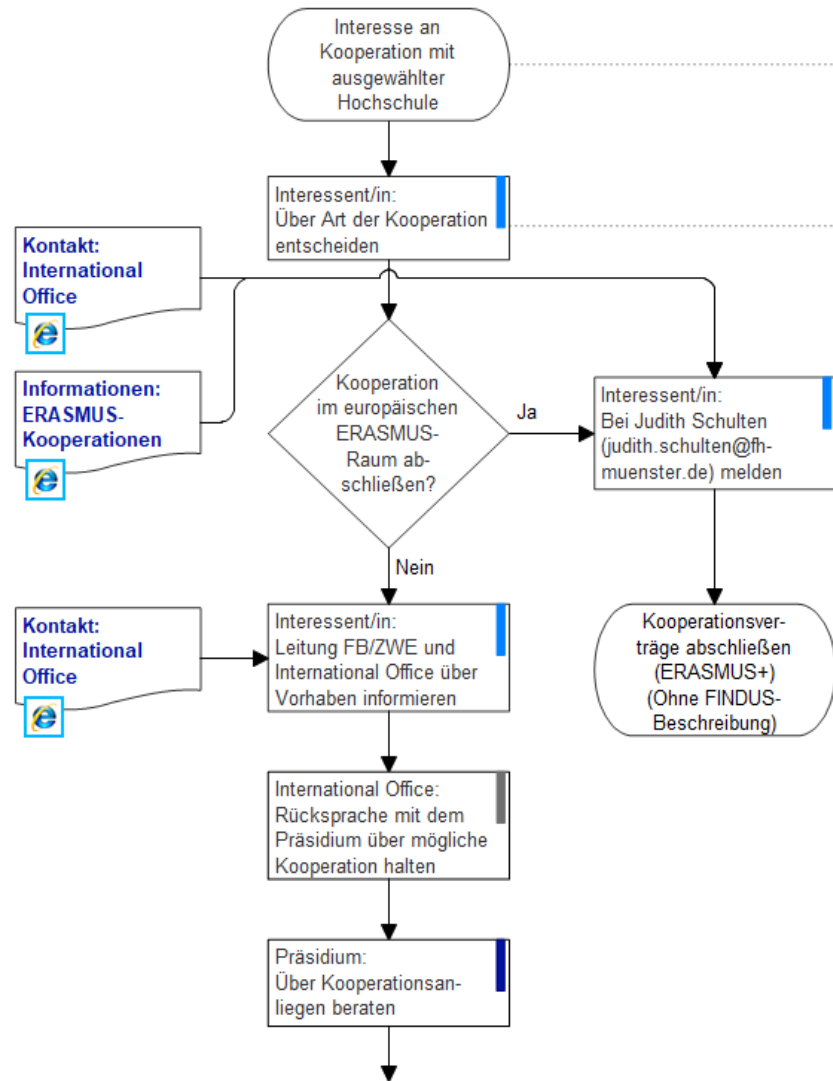 Interesse an
Kooperation mit
ausgewählter
Hochschule
Interessent/in:
Über Art der Kooperation
entscheiden
Kontakt:
International
Office
Informationen:
ERASMUS-
Kooperationen
Kooperation
im europäischen
ERASMUS-
Raum ab-
schließen?
Ja
Interessent/in:
Bei Judith Schulten
(judith.schulten@fh-
muenster.de) melden
Nein
Kontakt:
International
Office
Interessent/in:
Leitung FB/ZWE und
International Office über
Vorhaben informieren
Kooperationsver-
träge abschließen
(ERASMUS+)
(Ohne FINDUS-
Beschreibung)
International Office:
Rücksprache mit dem
Präsidium über mögliche
Kooperation halten
Präsidium:
Über Kooperationsan-
liegen beraten